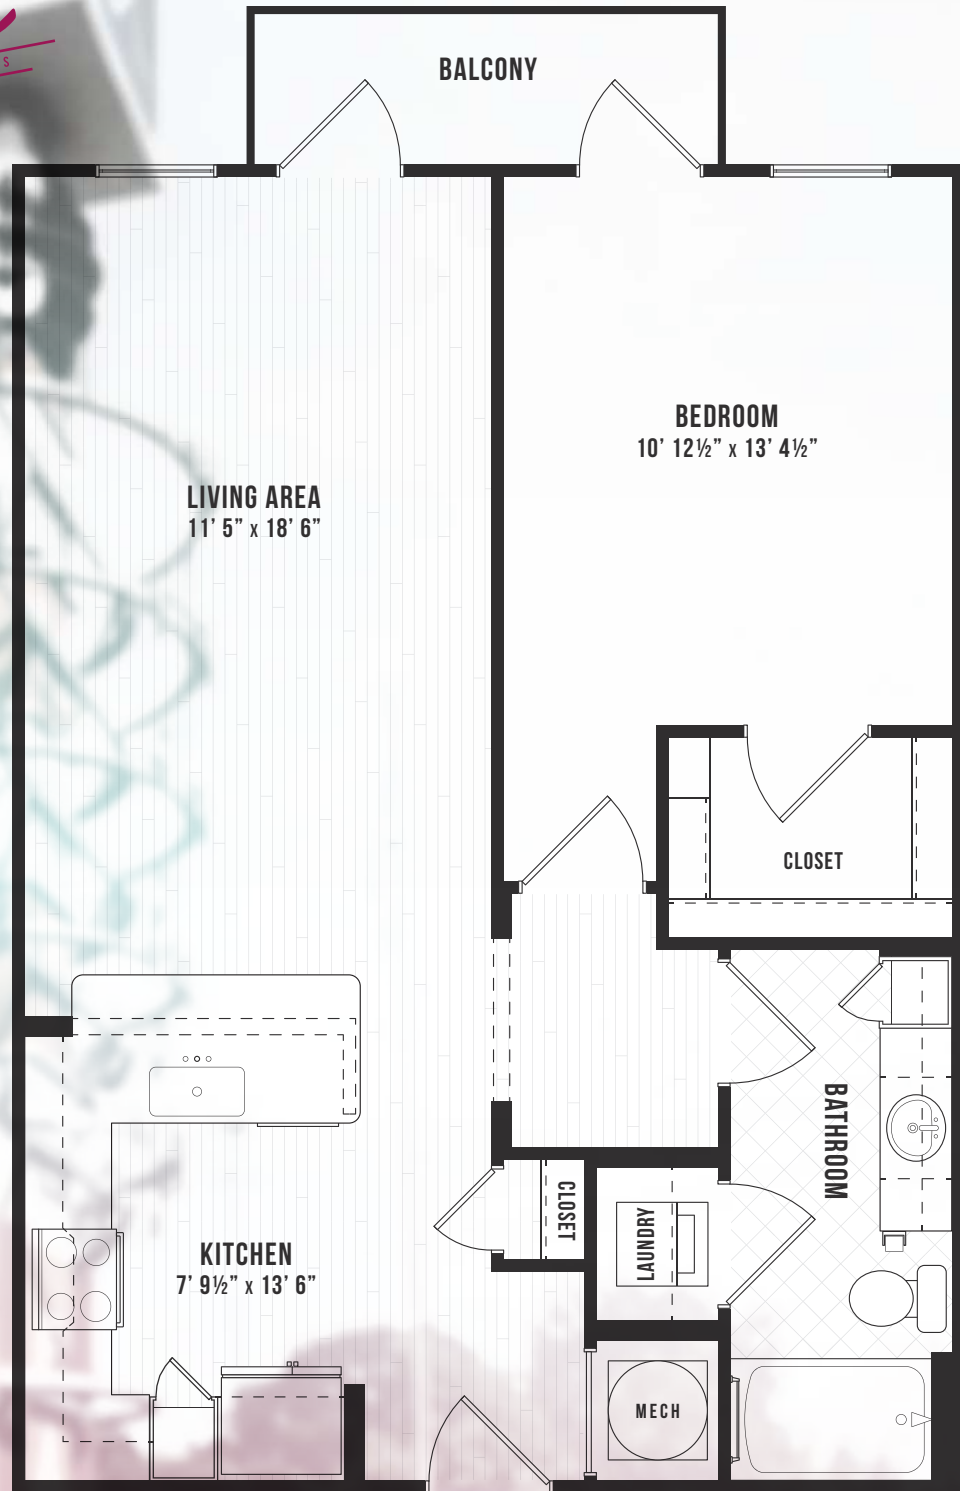 S
BALCONY
BEDROOM
10' 12½” x 13' 4½”
LIVING AREA
11' 5” x 18' 6”
CLOSET
BATHROOM
CLOSET
LAUNDRY
KITCHEN
7' 9½” x 13' 6”
MECH